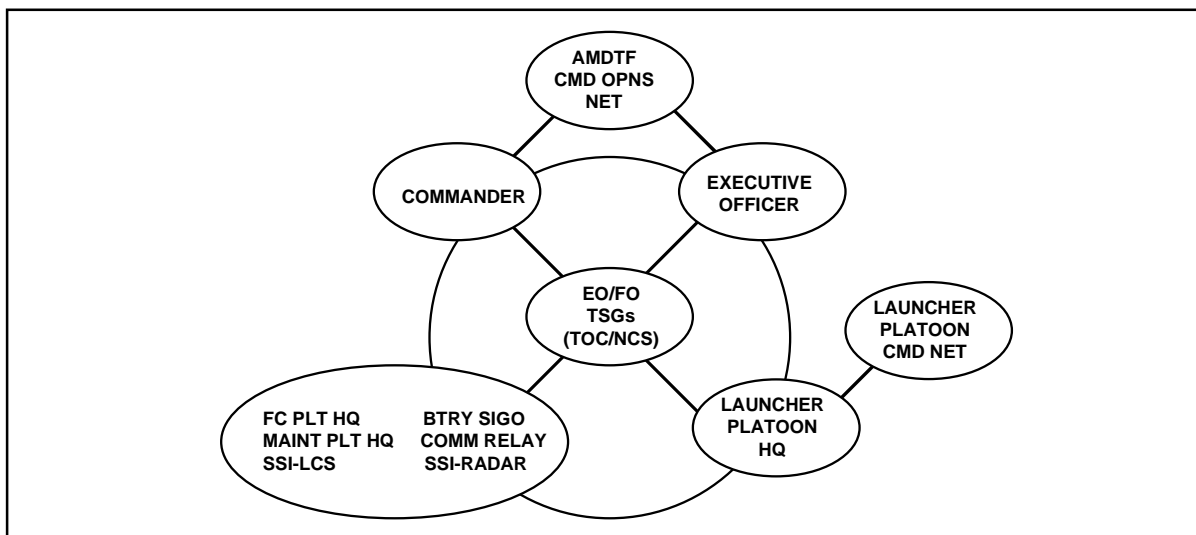 AMDTF
CMD OPNS
NET
COMMANDER
EXECUTIVE
OFFICER
EO/FO
TSGs
(TOC/NCS)
LAUNCHER
PLATOON
CMD NET
FC PLT HQ BTRY SIGO
MAINT PLT HQ COMM RELAY
SSI-LCS SSI-RADAR
LAUNCHER
PLATOON
HQ